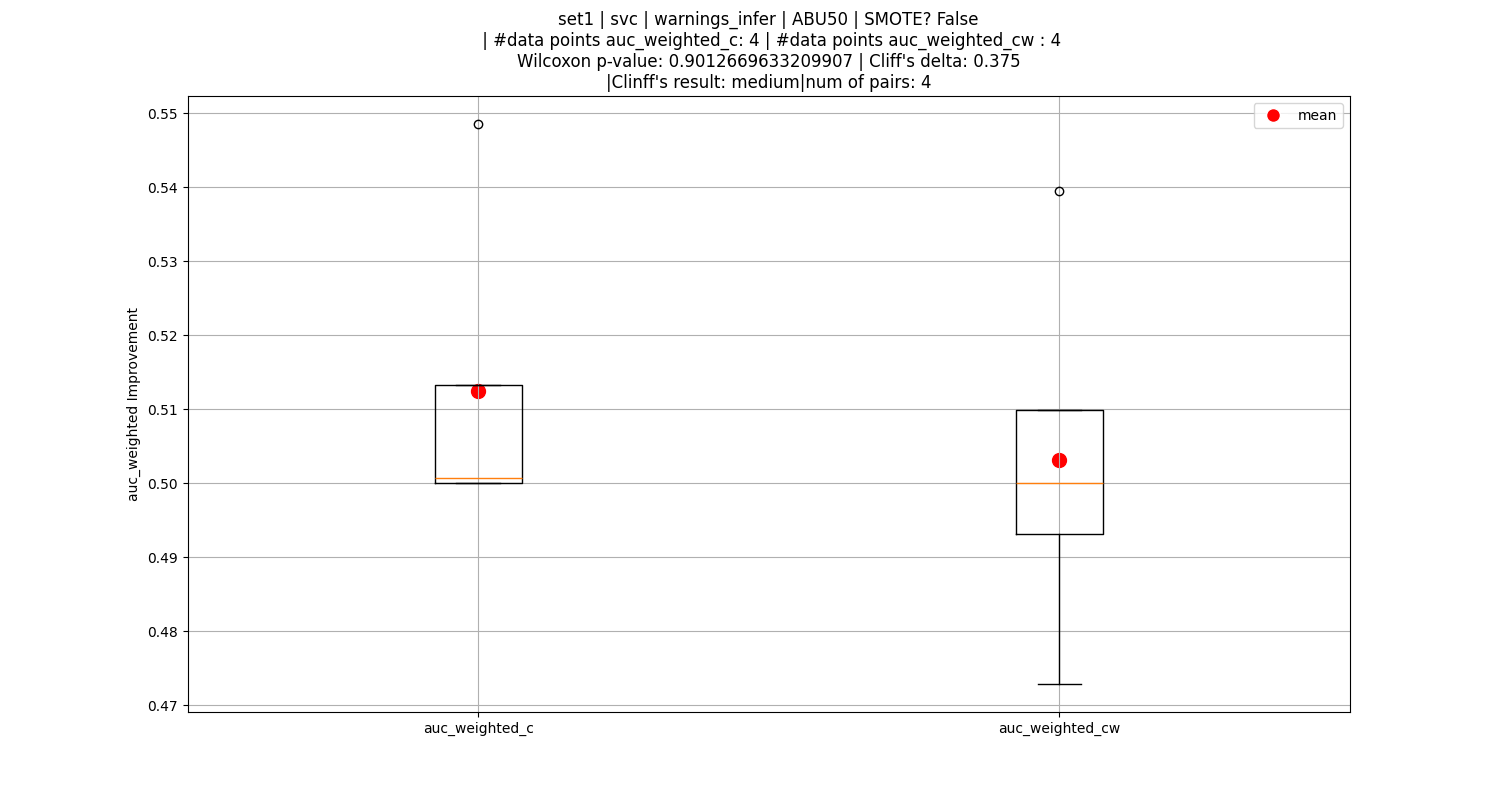 set1 | svc | warnings_infer | ABU50 | SMOTE? False
| #data points auc_weighted_c: 4 | #data points auc_weighted_cw : 4
Wilcoxon p-value: 0.9012669633209907 | Cliff's delta: 0.375
|Clinff's result: medium|num of pairs: 4
mean
0.55
0.54
0.53
0.52
0.51
0.50
0.49
0.48
0.47
auc_weighted Improvement
auc_weighted_c
auc_weighted_cw